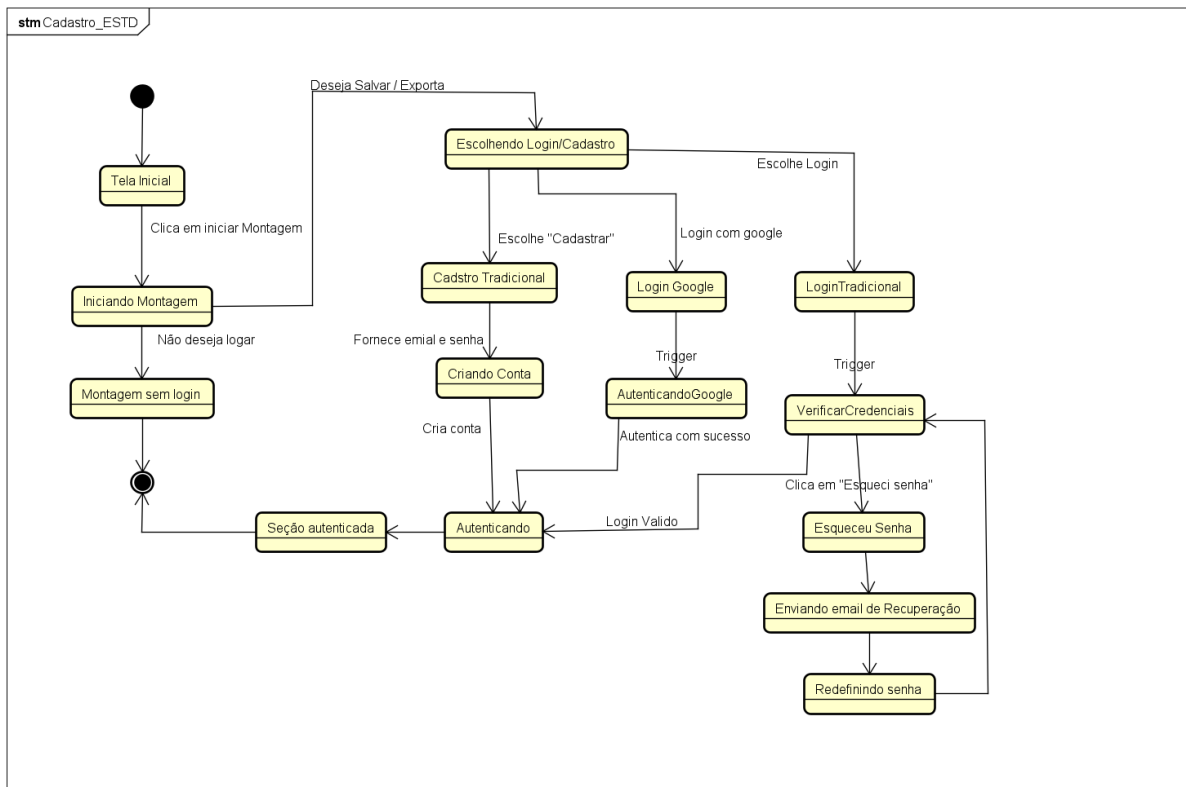 stm Cadastro_ESTD
Deseja Salvar / Exporta
Escolhendo Login/Cadastro
Escolhe Login
Tela Inicial
Clica em iniciar Montagem
Escolhe "Cadastrar"
Login com google
Cadstro Tradicional
Login Google
LoginTradicional
Iniciando Montagem
Não deseja logar
Fornece emial e senha
Trigger
Trigger
Criando Conta
Montagem sem login
AutenticandoGoogle
VerificarCredenciais
Cria conta
Autentica com sucesso
Clica em "Esqueci senha"
Seção autenticada
Autenticando
Login Valido
Esqueceu Senha
Enviando email de Recuperação
Redefinindo senha